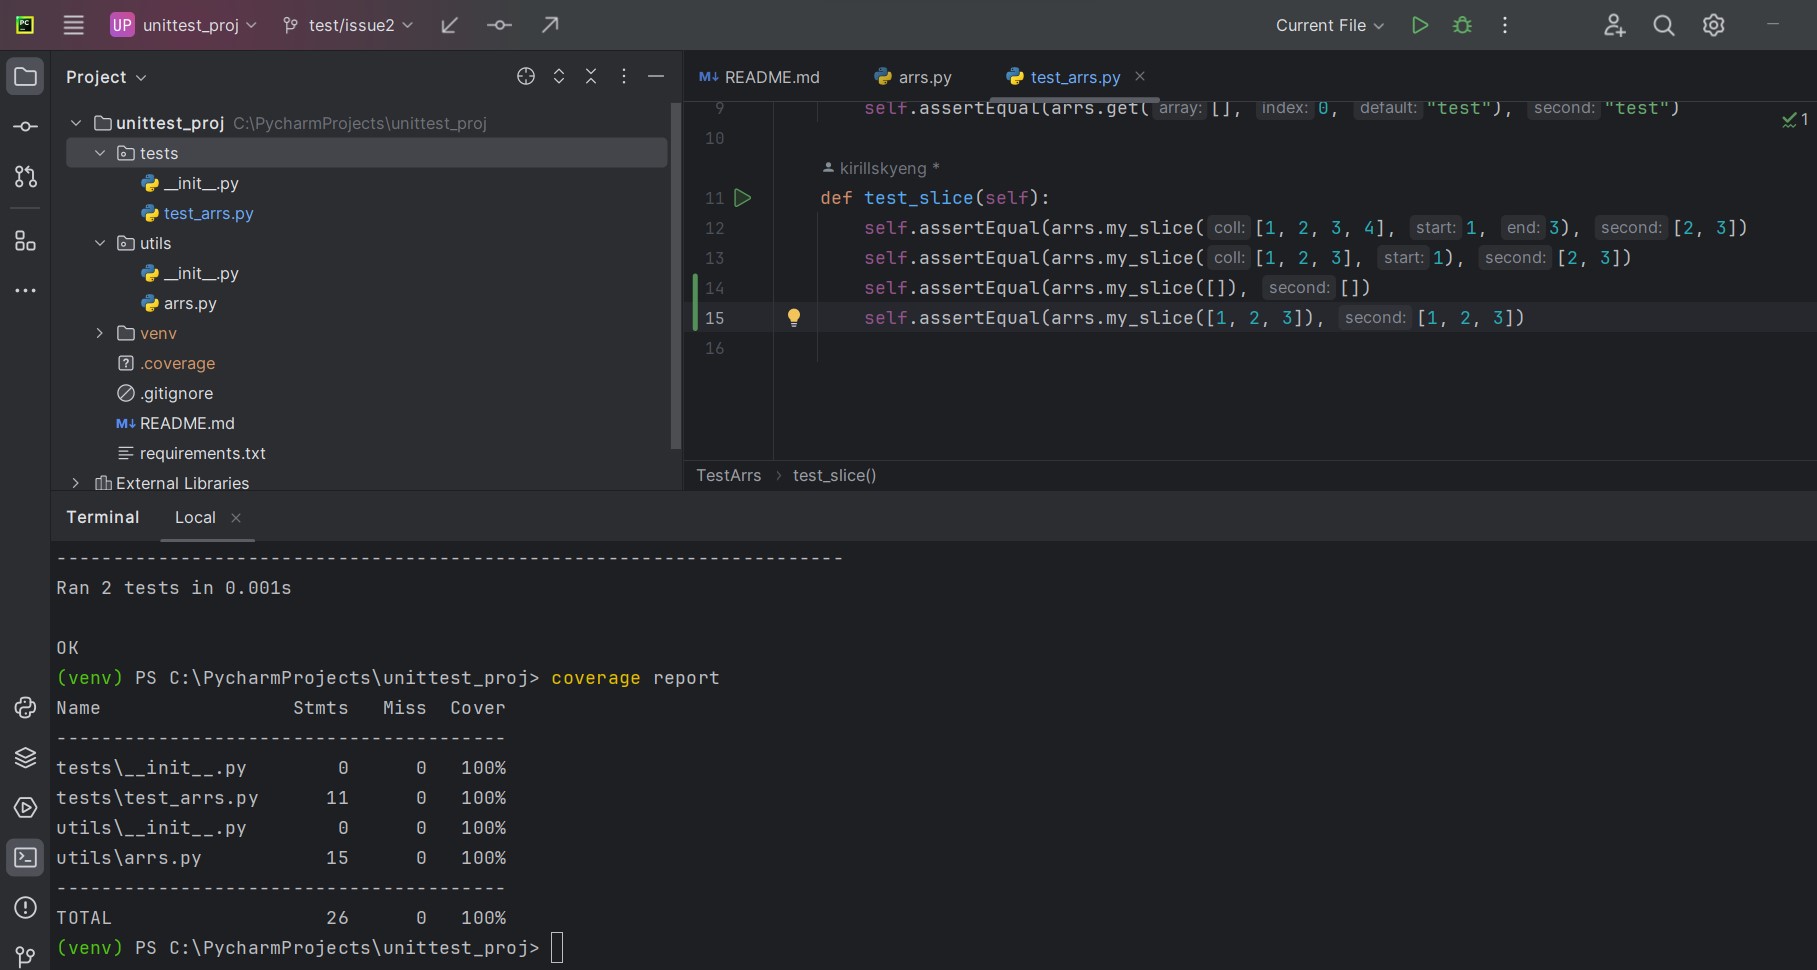 PC
UP unittest_proj test/issue2 Current File
Project
unittest_proj C:\PycharmProjects\unittest_proj
tests
__init__.py
test_arrs.py
utils
__init__.py
arrs.py
venv
.coverage
.gitignore
M↓ README.md
requirements.txt
External Libraries
M↓ README.md arrs.py test_arrs.py
9 self.assertEqual(arrs.get( array: [], index: 0, default: "test"), second: "test")
1
10
kirillskyeng *
11 def test_slice(self):
12 self.assertEqual(arrs.my_slice( coll: [1, 2, 3, 4], start: 1, end: 3), second: [2, 3])
13 self.assertEqual(arrs.my_slice( coll: [1, 2, 3], start: 1), second: [2, 3])
14 self.assertEqual(arrs.my_slice([]), second: [])
15 self.assertEqual(arrs.my_slice([1, 2, 3]), second: [1, 2, 3])
16
TestArrs › test_slice()
Terminal Local
----------------------------------------------------------------------
Ran 2 tests in 0.001s
OK
(venv) PS C:\PycharmProjects\unittest_proj> coverage report
Name Stmts Miss Cover
----------------------------------------
tests\__init__.py 0 0 100%
tests\test_arrs.py 11 0 100%
utils\__init__.py 0 0 100%
utils\arrs.py 15 0 100%
----------------------------------------
TOTAL 26 0 100%
(venv) PS C:\PycharmProjects\unittest_proj>